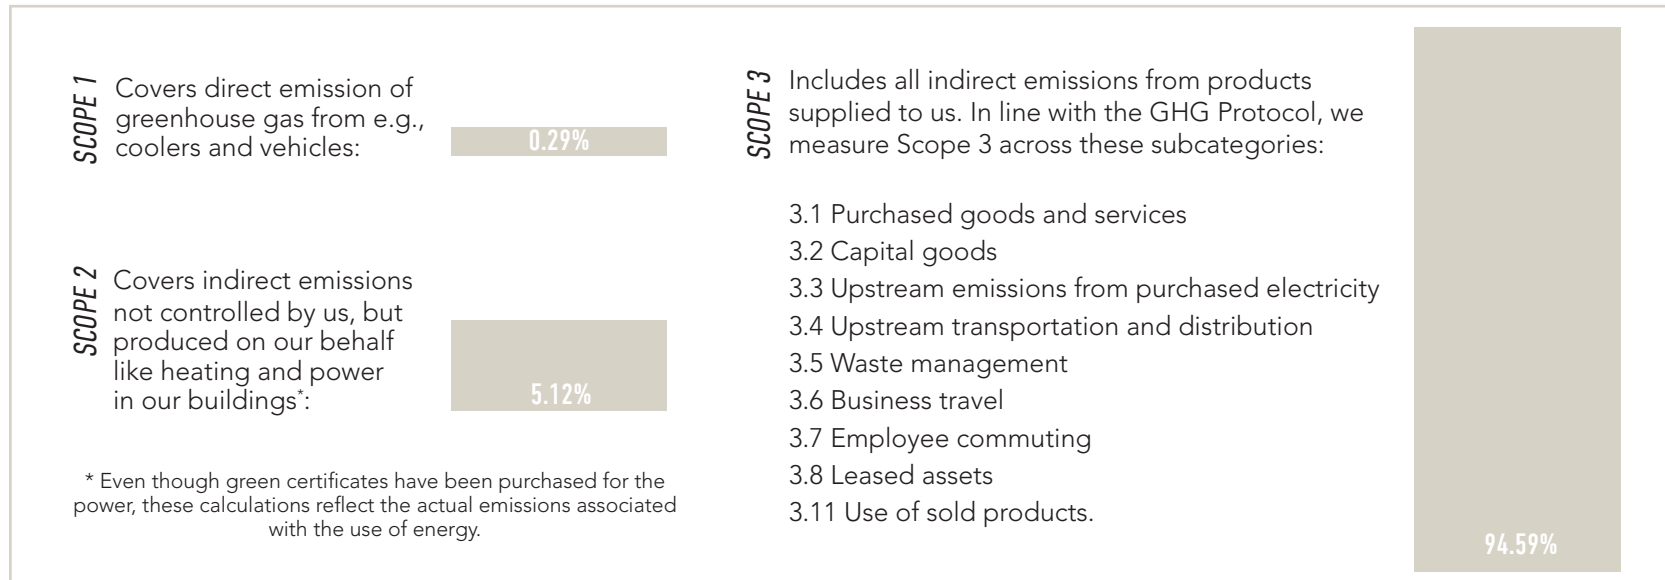 SCOPE 1
Covers direct emission of
greenhouse gas from e.g.,
coolers and vehicles:
0.29%
SCOPE 2
Covers indirect emissions
not controlled by us, but
produced on our behalf
like heating and power
in our buildings*:
5.12%
* Even though green certificates have been purchased for the
power, these calculations reflect the actual emissions associated
with the use of energy.
SCOPE 3
Includes all indirect emissions from products
supplied to us. In line with the GHG Protocol, we
measure Scope 3 across these subcategories:
3.1 Purchased goods and services
3.2 Capital goods
3.3 Upstream emissions from purchased electricity
3.4 Upstream transportation and distribution
3.5 Waste management
3.6 Business travel
3.7 Employee commuting
3.8 Leased assets
3.11 Use of sold products.
94.59%